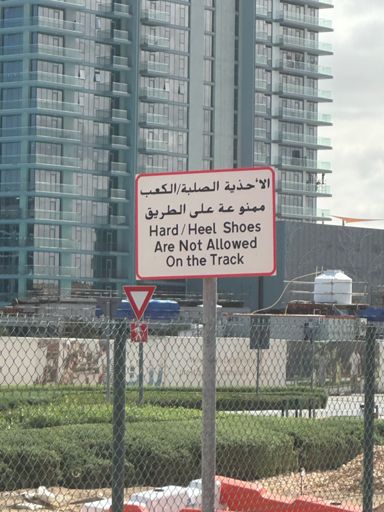 الأحذية الصلبة/الكعب
ممنوعة على الطريق
Hard/Heel Shoes
Are Not Allowed
On the Track